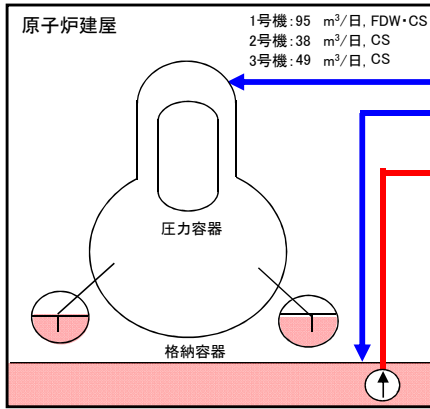 原子炉建屋
1号機:95 m³/日, FDW・CS
2号機:38 m³/日, CS
3号機:49 m³/日, CS
圧力容器
格納容器